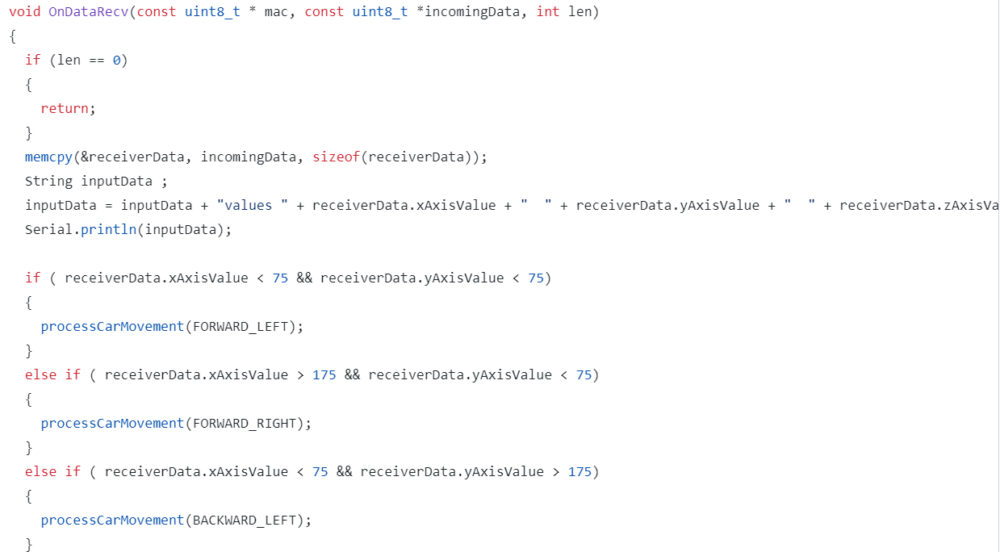 void OnDataRecv(const uint8_t * mac, const uint8_t *incomingData, int len)
{
  if (len == 0)
  {
    return;
  }
  memcpy(&receiverData, incomingData, sizeof(receiverData));
  String inputData ;
  inputData = inputData + "values " + receiverData.xAxisValue + "  " + receiverData.yAxisValue + "  " + receiverData.zAxisVa
  Serial.println(inputData);

  if ( receiverData.xAxisValue < 75 && receiverData.yAxisValue < 75)
  {
    processCarMovement(FORWARD_LEFT);
  }
  else if ( receiverData.xAxisValue > 175 && receiverData.yAxisValue < 75)
  {
    processCarMovement(FORWARD_RIGHT);
  }
  else if ( receiverData.xAxisValue < 75 && receiverData.yAxisValue > 175)
  {
    processCarMovement(BACKWARD_LEFT);
  }